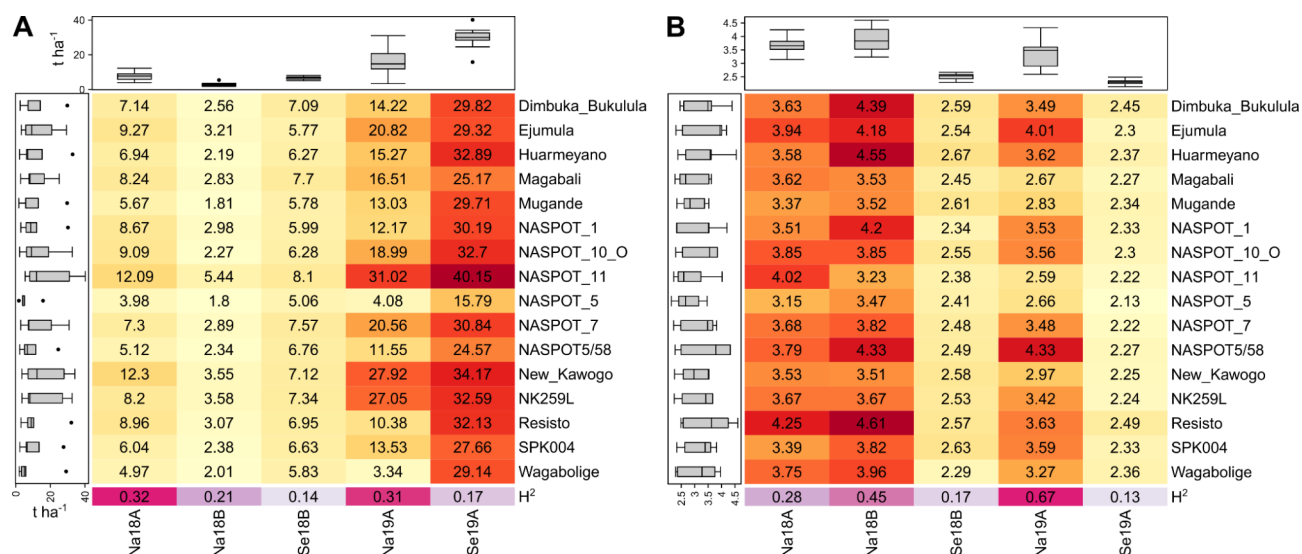 A
t ha-1
40
20
0
7.14 2.56 7.09 14.22 29.82 Dimbuka_Bukulula
9.27 3.21 5.77 20.82 29.32 Ejumula
6.94 2.19 6.27 15.27 32.89 Huarmeyano
8.24 2.83 7.7 16.51 25.17 Magabali
5.67 1.81 5.78 13.03 29.71 Mugande
8.67 2.98 5.99 12.17 30.19 NASPOT_1
9.09 2.27 6.28 18.99 32.7 NASPOT_10_O
12.09 5.44 8.1 31.02 40.15 NASPOT_11
3.98 1.8 5.06 4.08 15.79 NASPOT_5
7.3 2.89 7.57 20.56 30.84 NASPOT_7
5.12 2.34 6.76 11.55 24.57 NASPOT5/58
12.3 3.55 7.12 27.92 34.17 New_Kawogo
8.2 3.58 7.34 27.05 32.59 NK259L
8.96 3.07 6.95 10.38 32.13 Resisto
6.04 2.38 6.63 13.53 27.66 SPK004
4.97 2.01 5.83 3.34 29.14 Wagabolige
0.32 0.21 0.14 0.31 0.17 H2
0 20 40
t ha-1
Na18A Na18B Se18B Na19A Se19A
B
t ha-1
4.5
3.5
2.5
3.63 4.39 2.59 3.49 2.45 Dimbuka_Bukulula
3.94 4.18 2.54 4.01 2.3 Ejumula
3.58 4.55 2.67 3.62 2.37 Huarmeyano
3.62 3.53 2.45 2.67 2.27 Magabali
3.37 3.52 2.61 2.83 2.34 Mugande
3.51 4.2 2.34 3.53 2.33 NASPOT_1
3.85 3.85 2.55 3.56 2.3 NASPOT_10_O
4.02 3.23 2.38 2.59 2.22 NASPOT_11
3.15 3.47 2.41 2.66 2.13 NASPOT_5
3.68 3.82 2.48 3.48 2.22 NASPOT_7
3.79 4.33 2.49 4.33 2.27 NASPOT5/58
3.53 3.51 2.58 2.97 2.25 New_Kawogo
3.67 3.67 2.53 3.42 2.24 NK259L
4.25 4.61 2.57 3.63 2.49 Resisto
3.39 3.82 2.63 3.59 2.33 SPK004
3.75 3.96 2.29 3.27 2.36 Wagabolige
0.28 0.45 0.17 0.67 0.13 H2
2.5 3 3.5 4.5
Na18A Na18B Se18B Na19A Se19A